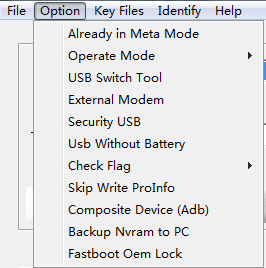 File Option Key Files Identify Help
Already in Meta Mode
Operate Mode
USB Switch Tool
External Modem
Security USB
Usb Without Battery
Check Flag
Skip Write ProInfo
Composite Device (Adb)
Backup Nvram to PC
Fastboot Oem Lock